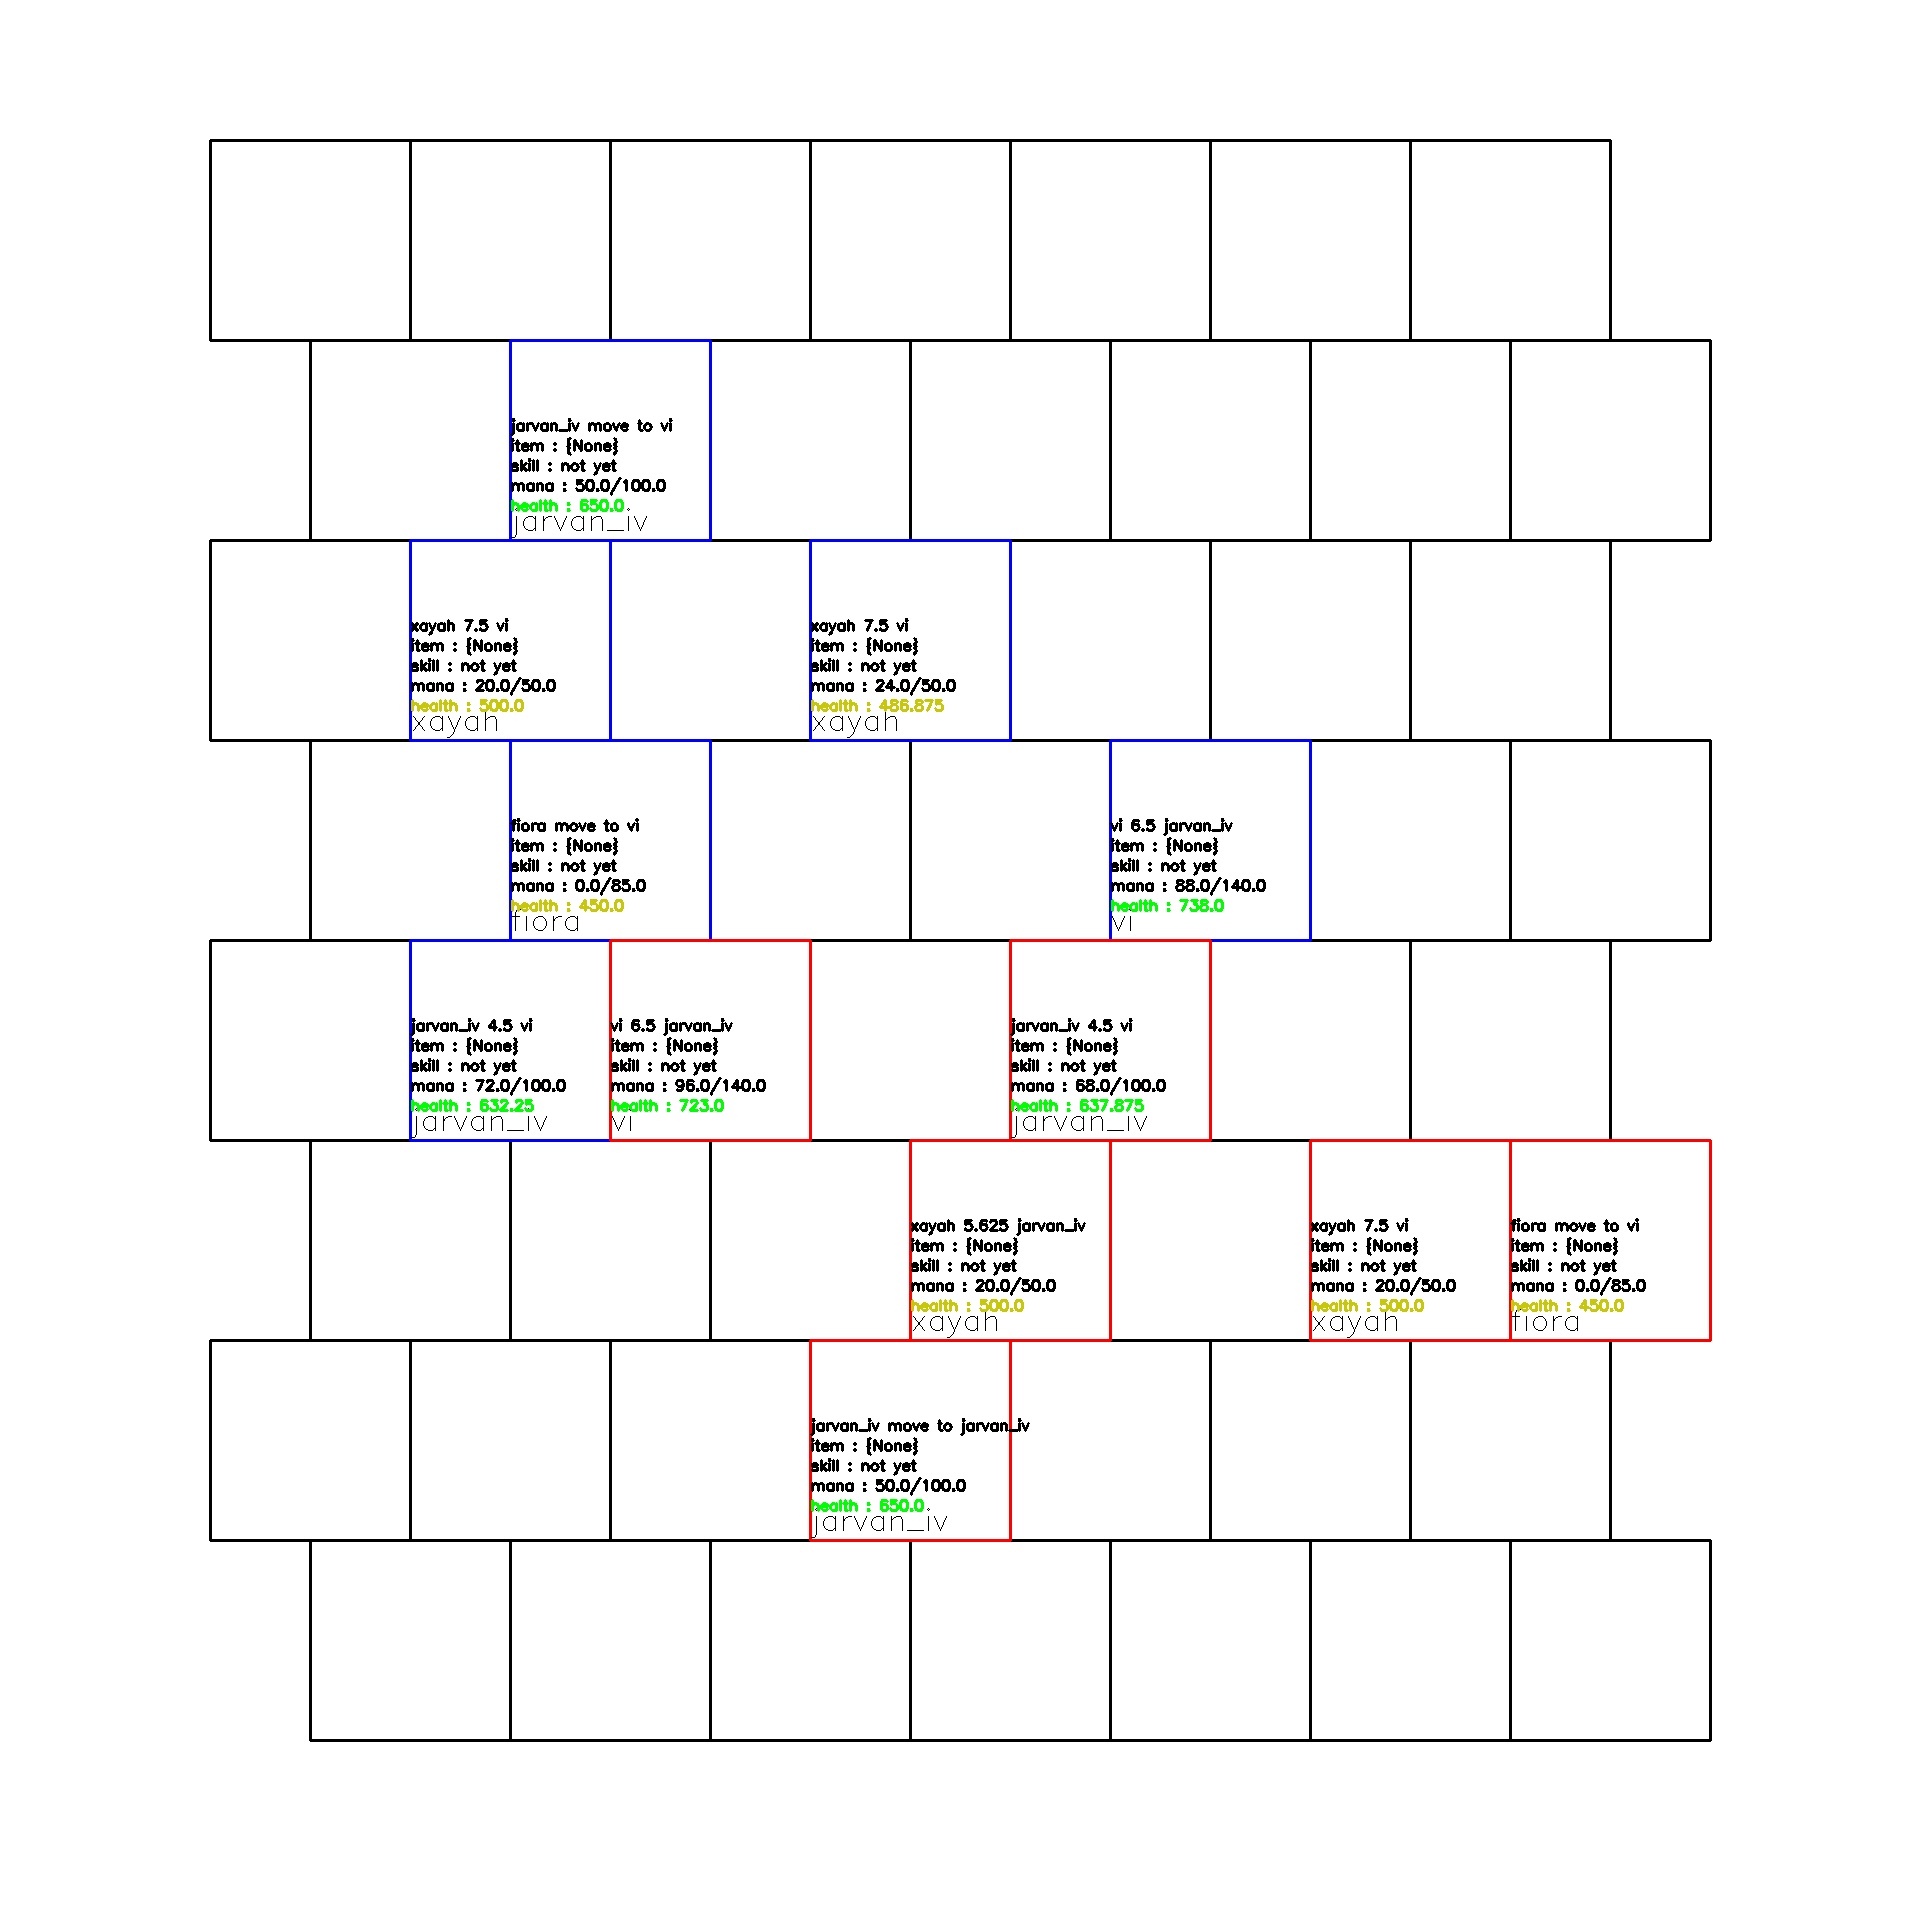 jarvan_iv move to vi
item : {None}
skill : not yet
mana : 50.0/100.0
health : 650.0
jarvan_iv
xayah 7.5 vi
item : {None}
skill : not yet
mana : 20.0/50.0
health : 500.0
xayah
xayah 7.5 vi
item : {None}
skill : not yet
mana : 24.0/50.0
health : 486.875
xayah
fiora move to vi
item : {None}
skill : not yet
mana : 0.0/85.0
health : 450.0
fiora
vi 6.5 jarvan_iv
item : {None}
skill : not yet
mana : 88.0/140.0
health : 738.0
vi
jarvan_iv 4.5 vi
item : {None}
skill : not yet
mana : 72.0/100.0
health : 632.25
jarvan_iv
vi 6.5 jarvan_iv
item : {None}
skill : not yet
mana : 96.0/140.0
health : 723.0
vi
jarvan_iv 4.5 vi
item : {None}
skill : not yet
mana : 68.0/100.0
health : 637.875
jarvan_iv
xayah 5.625 jarvan_iv
item : {None}
skill : not yet
mana : 20.0/50.0
health : 500.0
xayah
xayah 7.5 vi
item : {None}
skill : not yet
mana : 20.0/50.0
health : 500.0
xayah
fiora move to vi
item : {None}
skill : not yet
mana : 0.0/85.0
health : 450.0
fiora
jarvan_iv move to jarvan_iv
item : {None}
skill : not yet
mana : 50.0/100.0
health : 650.0
jarvan_iv